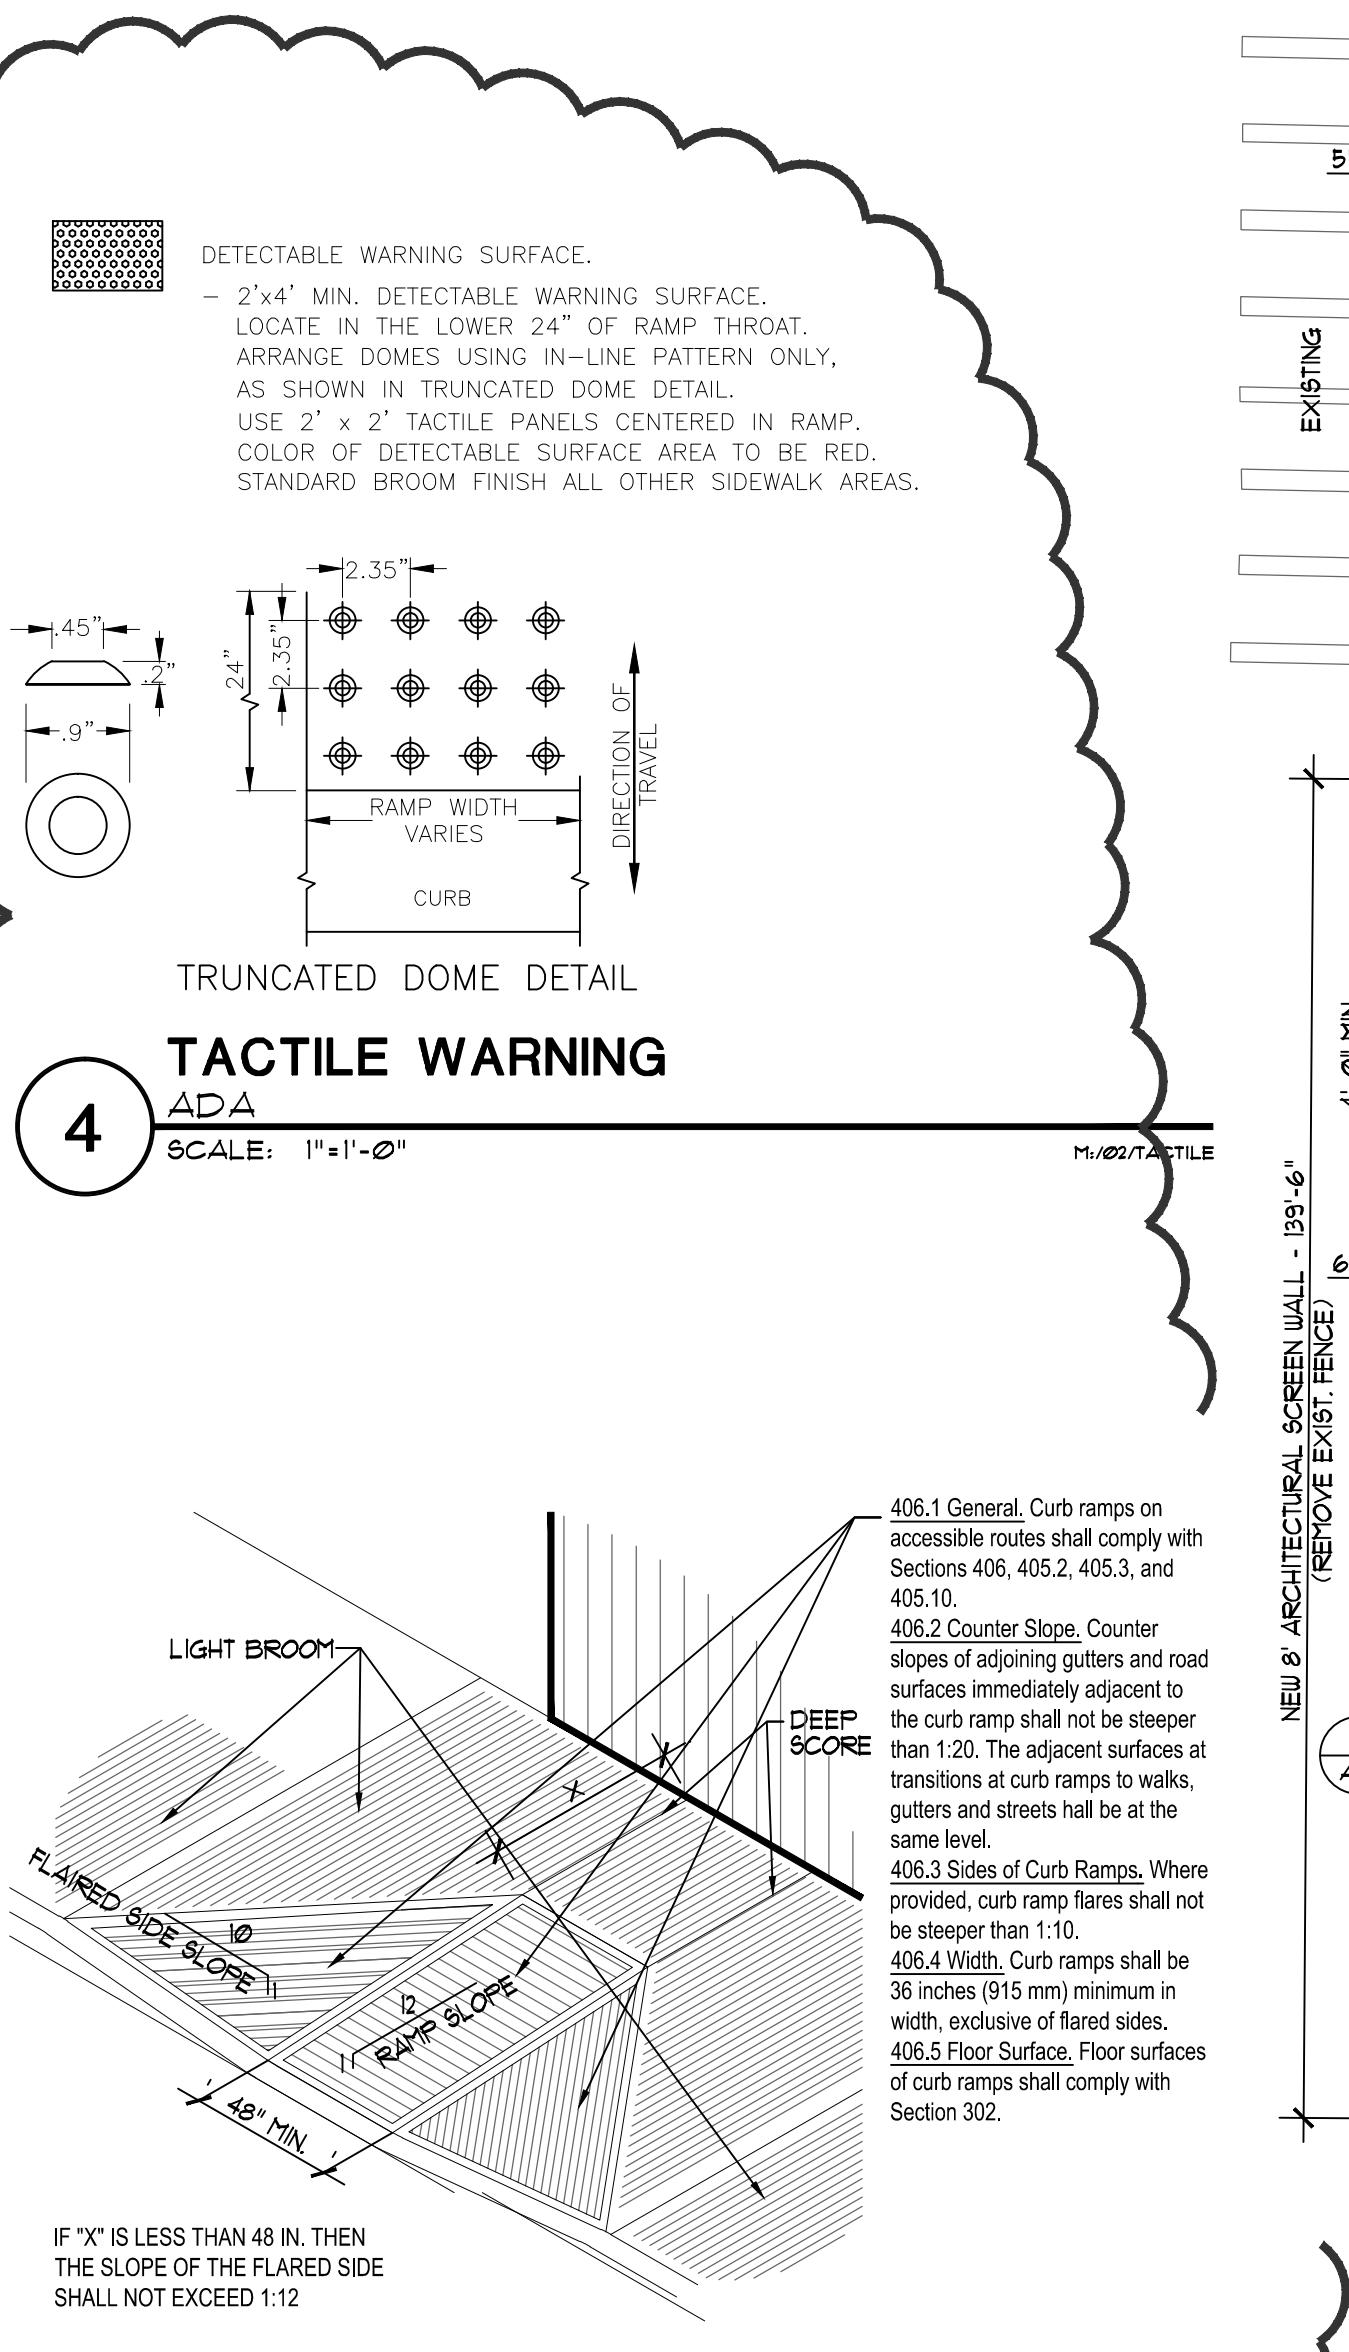 DETECTABLE WARNING SURFACE.
- 2'x4' MIN. DETECTABLE WARNING SURFACE.
LOCATE IN THE LOWER 24" OF RAMP THROAT.
ARRANGE DOMES USING IN-LINE PATTERN ONLY,
AS SHOWN IN TRUNCATED DOME DETAIL.
USE 2' x 2' TACTILE PANELS CENTERED IN RAMP.
COLOR OF DETECTABLE SURFACE AREA TO BE RED.
STANDARD BROOM FINISH ALL OTHER SIDEWALK AREAS.
.45"
.2"
.9"
2.35"
24"
2.35"
DIRECTION OF
TRAVEL
RAMP WIDTH
VARIES
CURB
TRUNCATED DOME DETAIL
4
TACTILE WARNING
ADA
SCALE: 1"=1'-0"
M:/02/TACTILE
LIGHT BROOM
DEEP
SCORE
X
FLAIRED SIDE SLOPE
10
1
12
1
RAMP SLOPE
48" MIN.
IF "X" IS LESS THAN 48 IN. THEN
THE SLOPE OF THE FLARED SIDE
SHALL NOT EXCEED 1:12
406.1 General. Curb ramps on
accessible routes shall comply with
Sections 406, 405.2, 405.3, and
405.10.
406.2 Counter Slope. Counter
slopes of adjoining gutters and road
surfaces immediately adjacent to
the curb ramp shall not be steeper
than 1:20. The adjacent surfaces at
transitions at curb ramps to walks,
gutters and streets hall be at the
same level.
406.3 Sides of Curb Ramps. Where
provided, curb ramp flares shall not
be steeper than 1:10.
406.4 Width. Curb ramps shall be
36 inches (915 mm) minimum in
width, exclusive of flared sides.
406.5 Floor Surface. Floor surfaces
of curb ramps shall comply with
Section 302.
EXISTING
NEW 8' ARCHITECTURAL SCREEN WALL - 139'-6"
(REMOVE EXIST. FENCE)